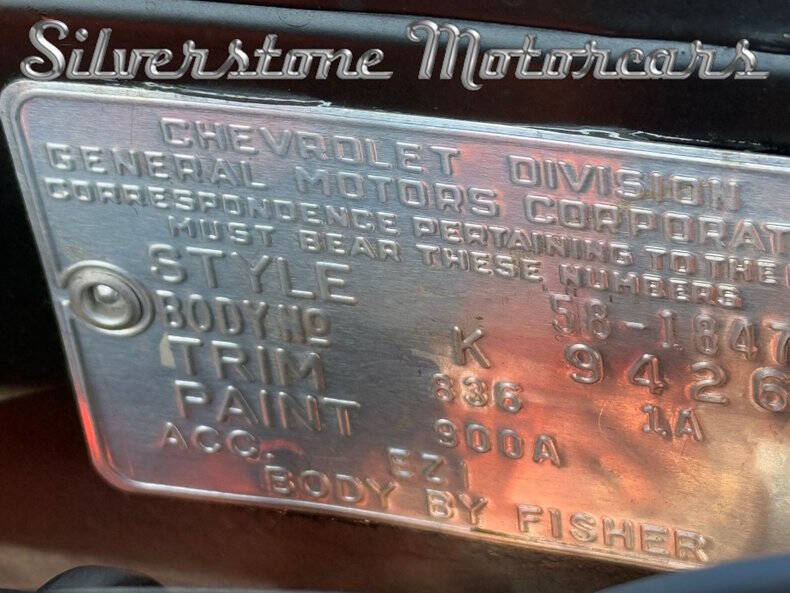 Silverstone Motorcars
CHEVROLET DIVISION
GENERAL MOTORS CORPORAT
CORRESPONDENCE PERTAINING TO THE
MUST BEAR THESE NUMBERS
STYLE 58-1847
BODY NO K 9426
TRIM 836 1A
PAINT 900A
ACC. EZI
BODY BY FISHER